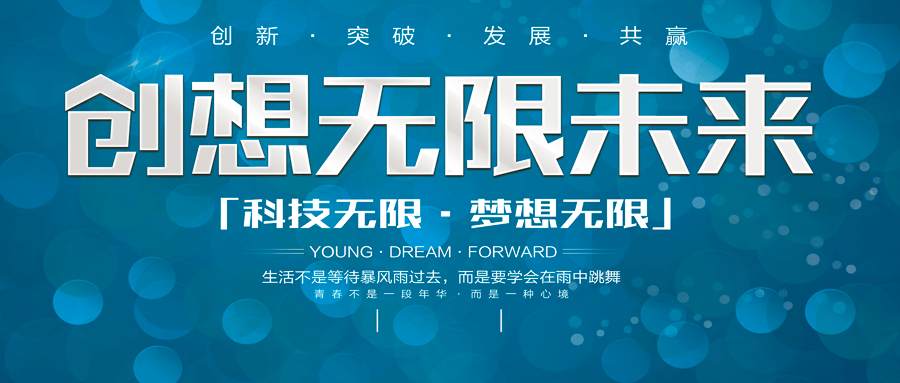 创新·突破·发展·共赢
创想无限未来
「科技无限-梦想无限」
YOUNG·DREAM·FORWARD
生活不是等待暴风雨过去，而是要学会在雨中跳舞
青春不是一段年华·而是一种心境